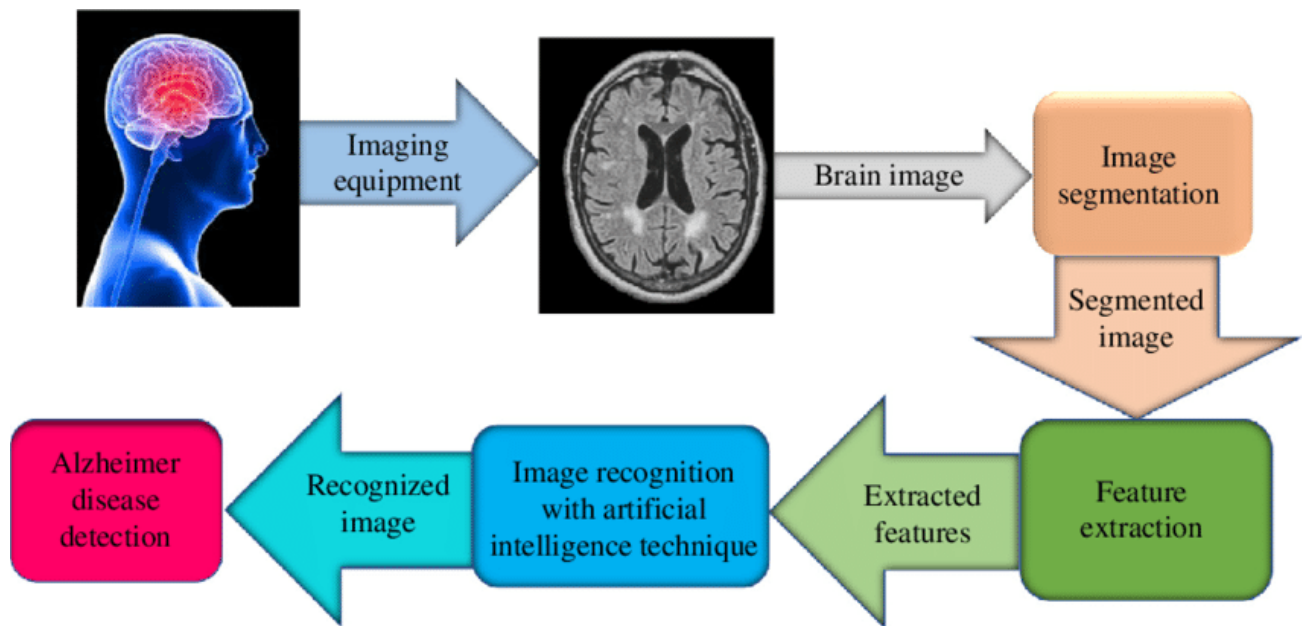 Imaging
equipment
Brain image
Image
segmentation
Segmented
image
Feature
extraction
Extracted
features
Image recognition
with artificial
intelligence technique
Recognized
image
Alzheimer
disease
detection